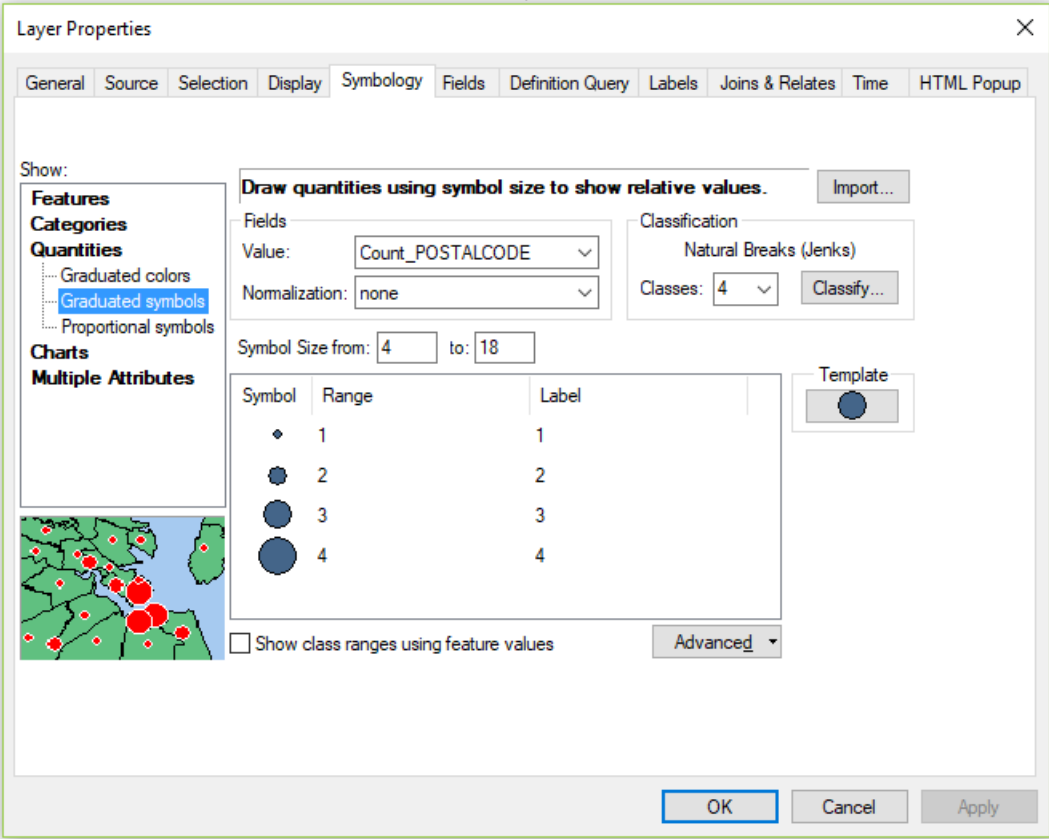 Layer Properties
General Source Selection Display Symbology Fields Definition Query Labels Joins & Relates Time HTML Popup
Show:
Features
Categories
Quantities
Graduated colors
Graduated symbols
Proportional symbols
Charts
Multiple Attributes
Draw quantities using symbol size to show relative values.
Import...
Fields
Value: Count_POSTALCODE
Normalization: none
Classification
Natural Breaks (Jenks)
Classes: 4 Classify...
Symbol Size from: 4 to: 18
Symbol Range Label
1 1
2 2
3 3
4 4
Template
Show class ranges using feature values
Advanced
OK Cancel Apply